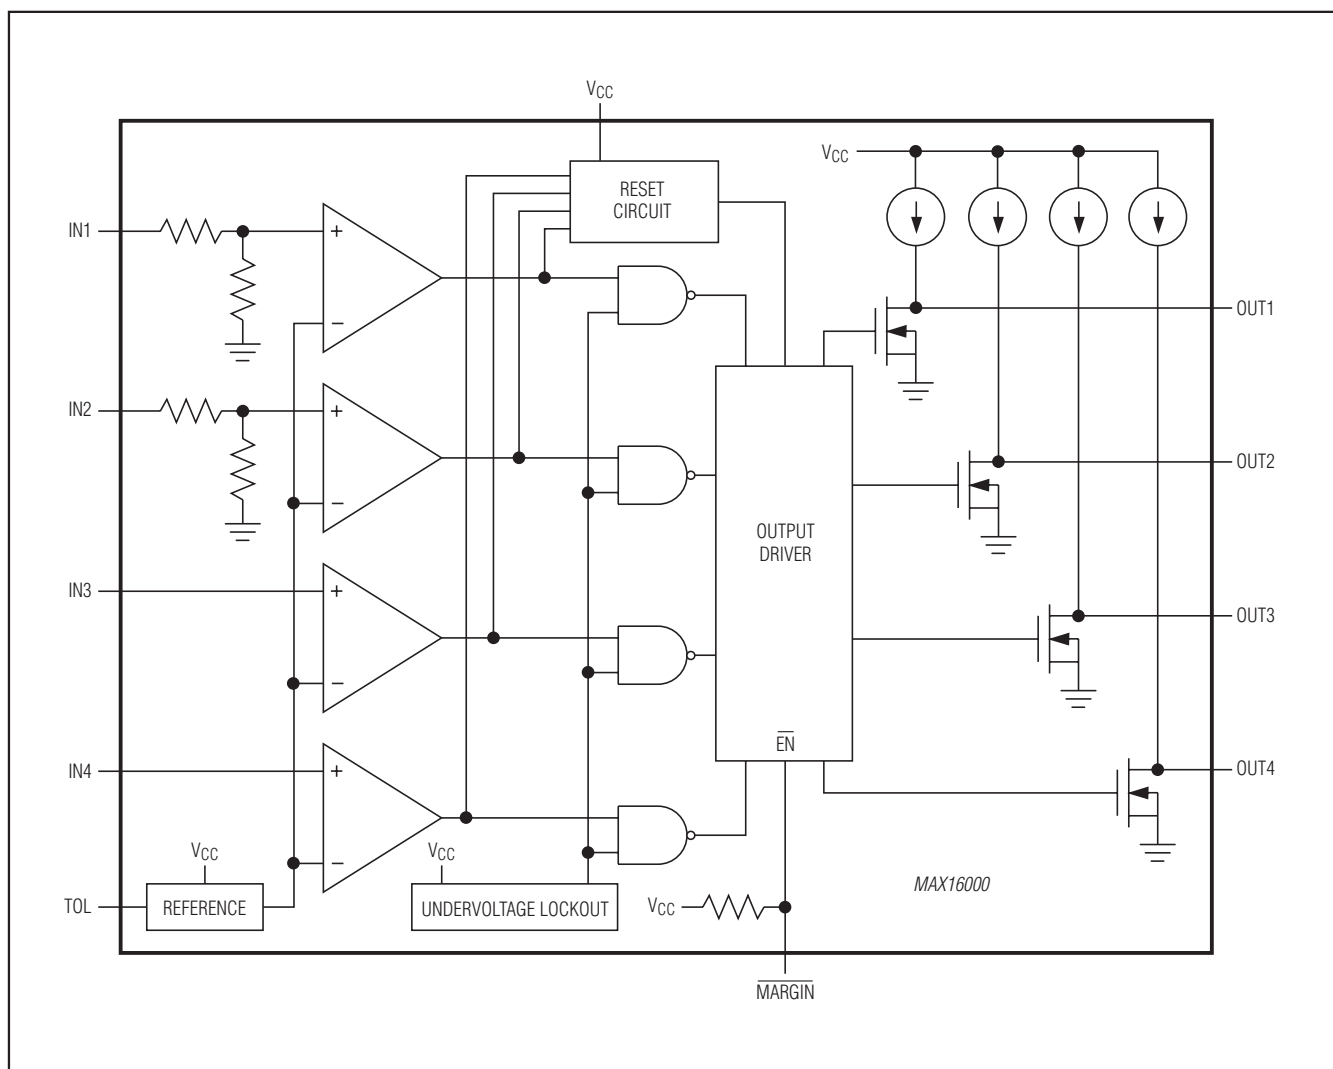 VCC
VCC
RESET
CIRCUIT
IN1
+
−
OUT1
IN2
+
−
OUT2
OUTPUT
DRIVER
IN3
+
−
OUT3
EN
IN4
+
−
OUT4
VCC
VCC
MAX16000
TOL
REFERENCE
UNDERVOLTAGE LOCKOUT
VCC
MARGIN